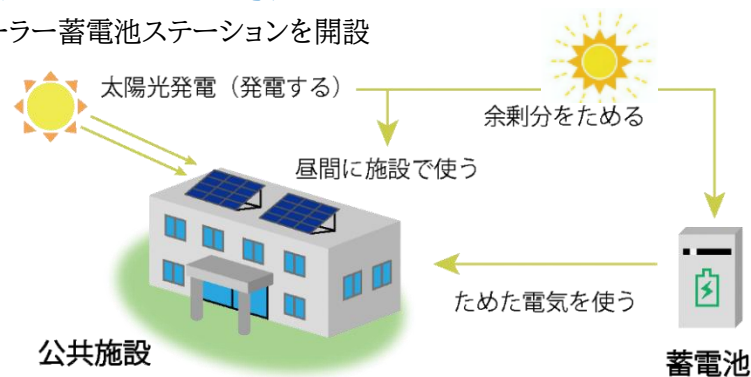 ーラー蓄電池ステーションを開設
太陽光発電（発電する）
余剰分をためる
昼間に施設で使う
ためた電気を使う
公共施設
蓄電池